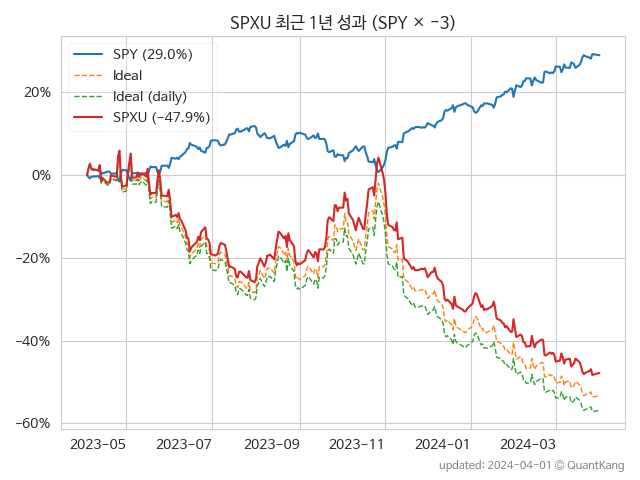 SPXU 최근 1년 성과 (SPY × −3)
SPY (29.0%)
Ideal
Ideal (daily)
SPXU (−47.9%)
20%
0%
−20%
−40%
−60%
2023-05
2023-07
2023-09
2023-11
2024-01
2024-03
updated: 2024-04-01 © QuantKang